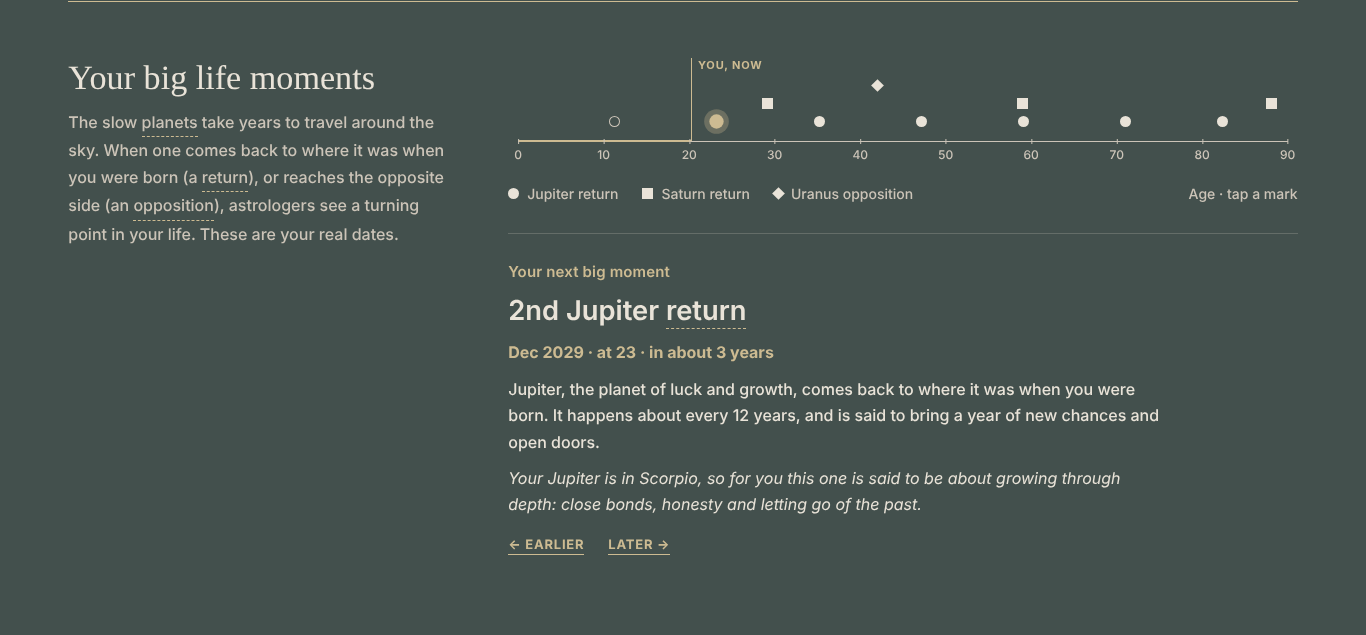 Your big life moments
The slow planets take years to travel around the
sky. When one comes back to where it was when
you were born (a return), or reaches the opposite
side (an opposition), astrologers see a turning
point in your life. These are your real dates.
YOU, NOW
0 10 20 30 40 50 60 70 80 90
Jupiter return Saturn return Uranus opposition Age · tap a mark
Your next big moment
2nd Jupiter return
Dec 2029 · at 23 · in about 3 years
Jupiter, the planet of luck and growth, comes back to where it was when you were
born. It happens about every 12 years, and is said to bring a year of new chances and
open doors.
Your Jupiter is in Scorpio, so for you this one is said to be about growing through
depth: close bonds, honesty and letting go of the past.
← EARLIER LATER →